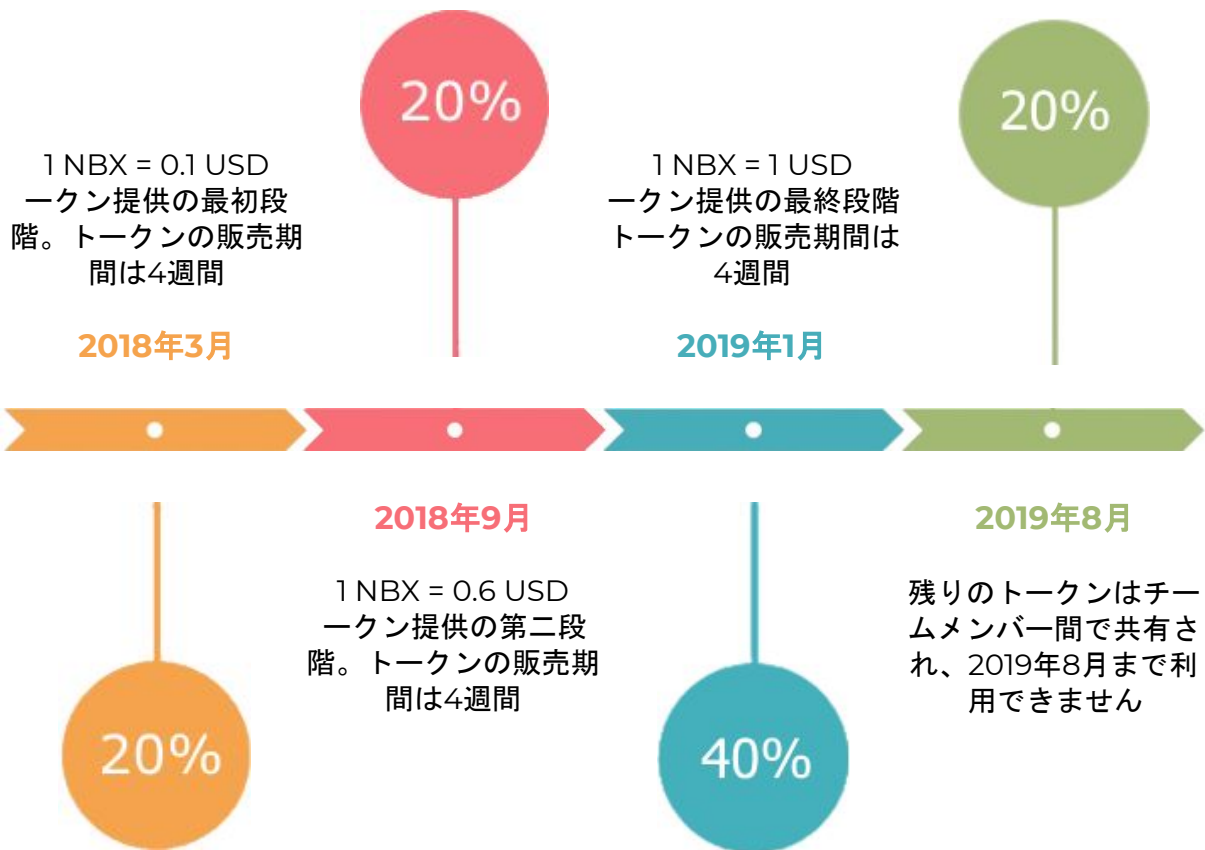 20%
20%
1 NBX = 0.1 USD
ークン提供の最初段
階。トークンの販売期
間は4週間
1 NBX = 1 USD
ークン提供の最終段階
トークンの販売期間は
4週間
2018年3月
2019年1月
2018年9月
2019年8月
1 NBX = 0.6 USD
ークン提供の第二段
階。トークンの販売期
間は4週間
残りのトークンはチー
ムメンバー間で共有さ
れ、2019年8月まで利
用できません
20%
40%